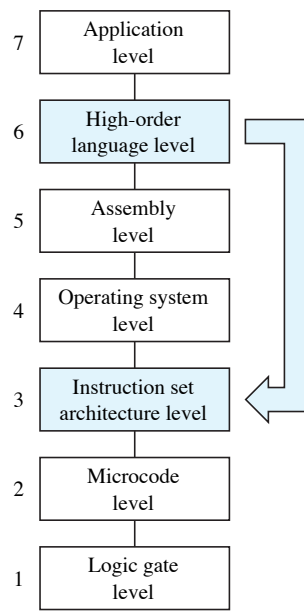 7
Application
level
6
High-order
language level
5
Assembly
level
4
Operating system
level
3
Instruction set
architecture level
2
Microcode
level
1
Logic gate
level